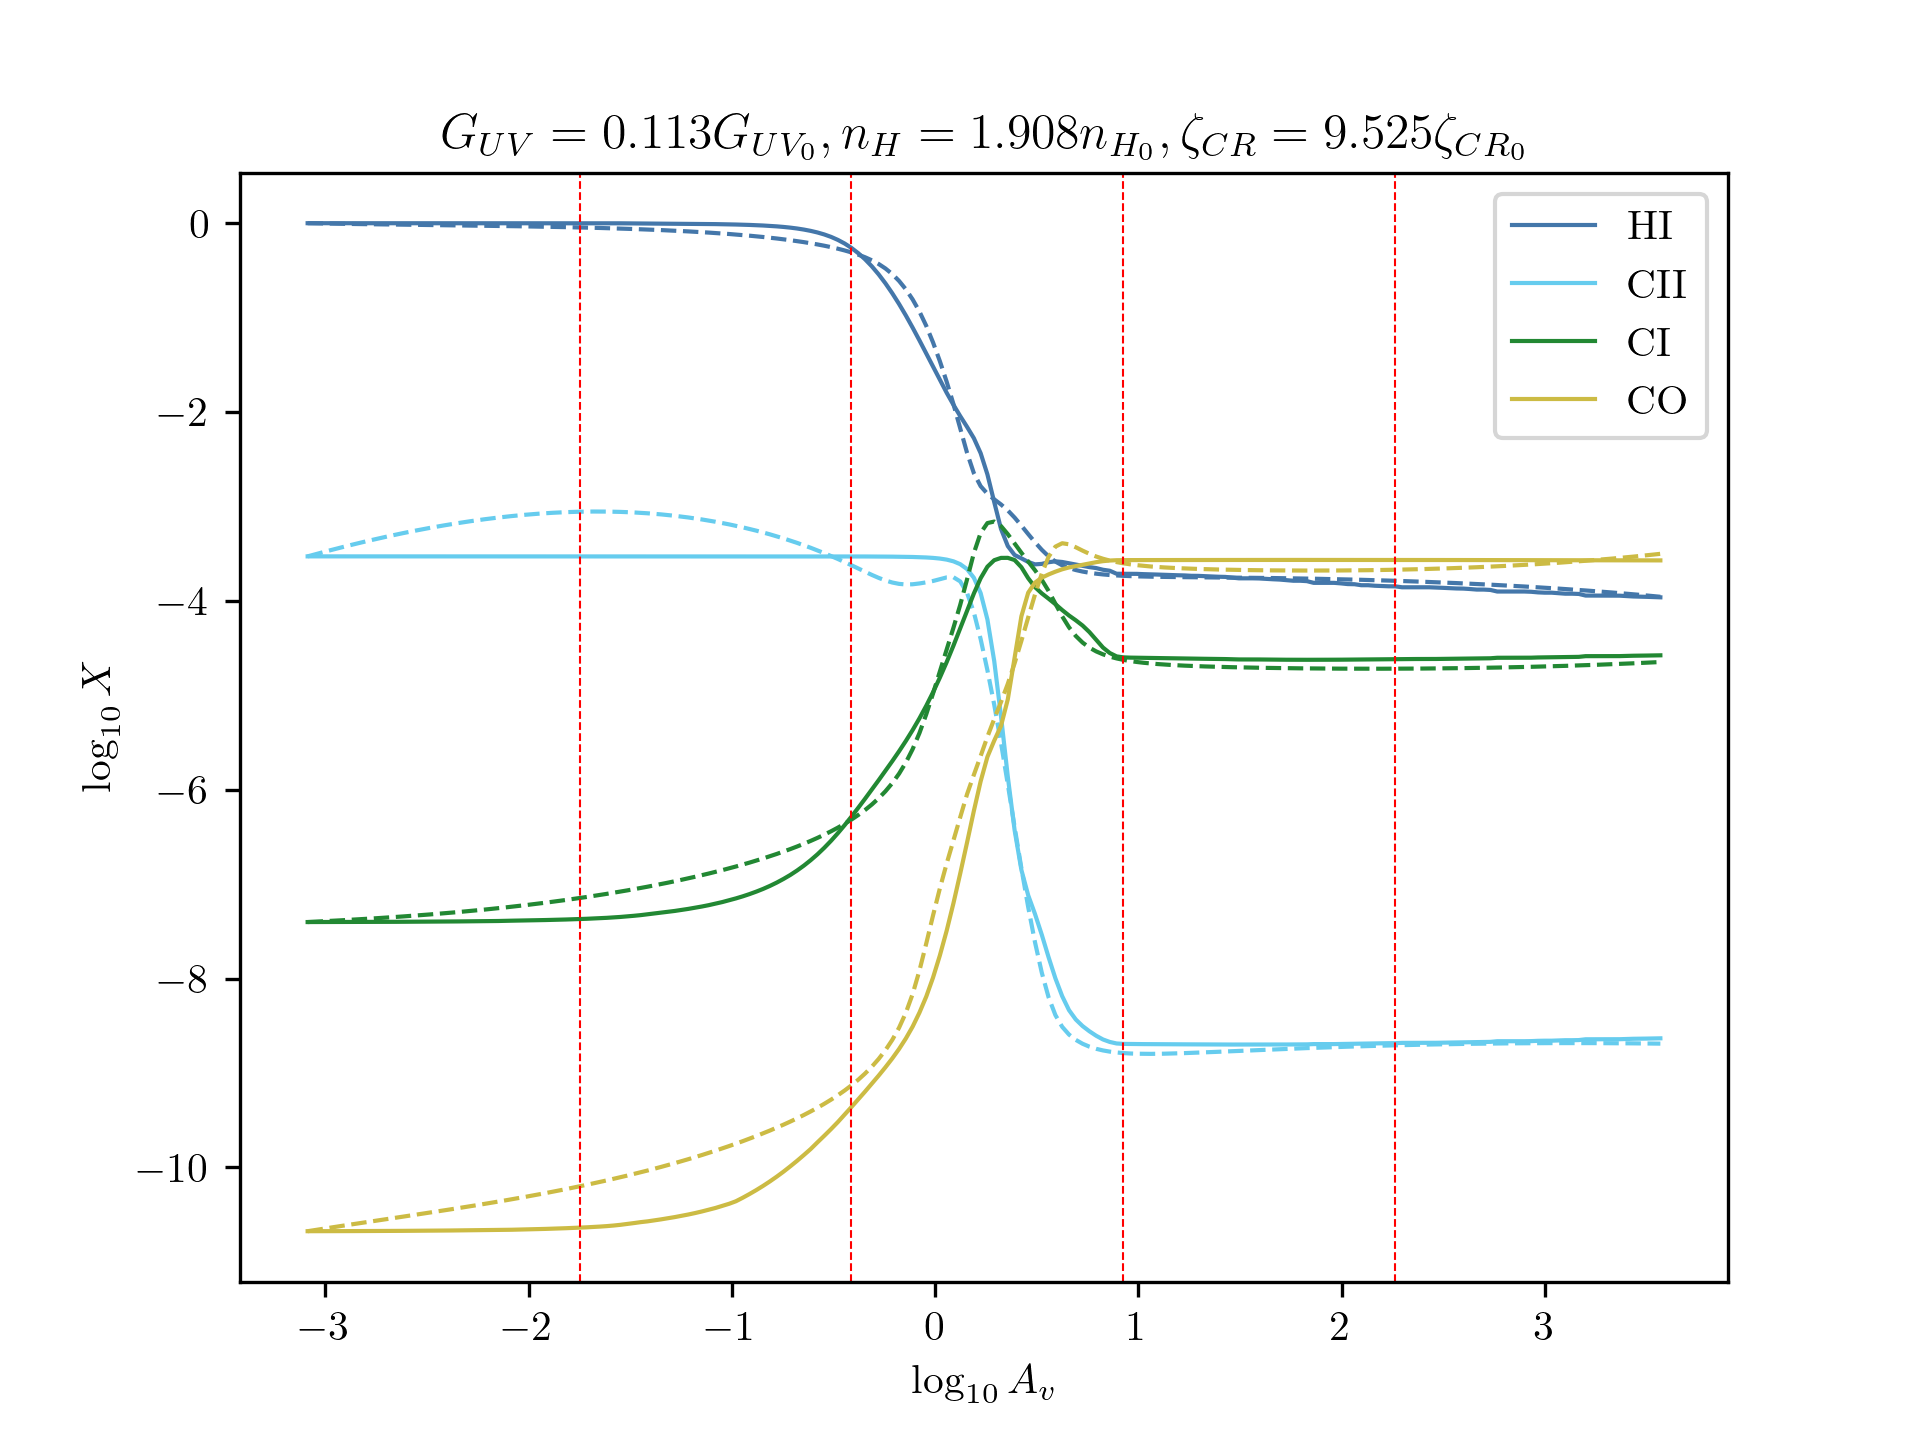 G_{UV} = 0.113G_{UV_0}, n_H = 1.908n_{H_0}, ζ_{CR} = 9.525ζ_{CR_0}
HI
CII
CI
CO
0
−2
−4
−6
−8
−10
log_{10} X
−3 −2 −1 0 1 2 3
log_{10} A_v